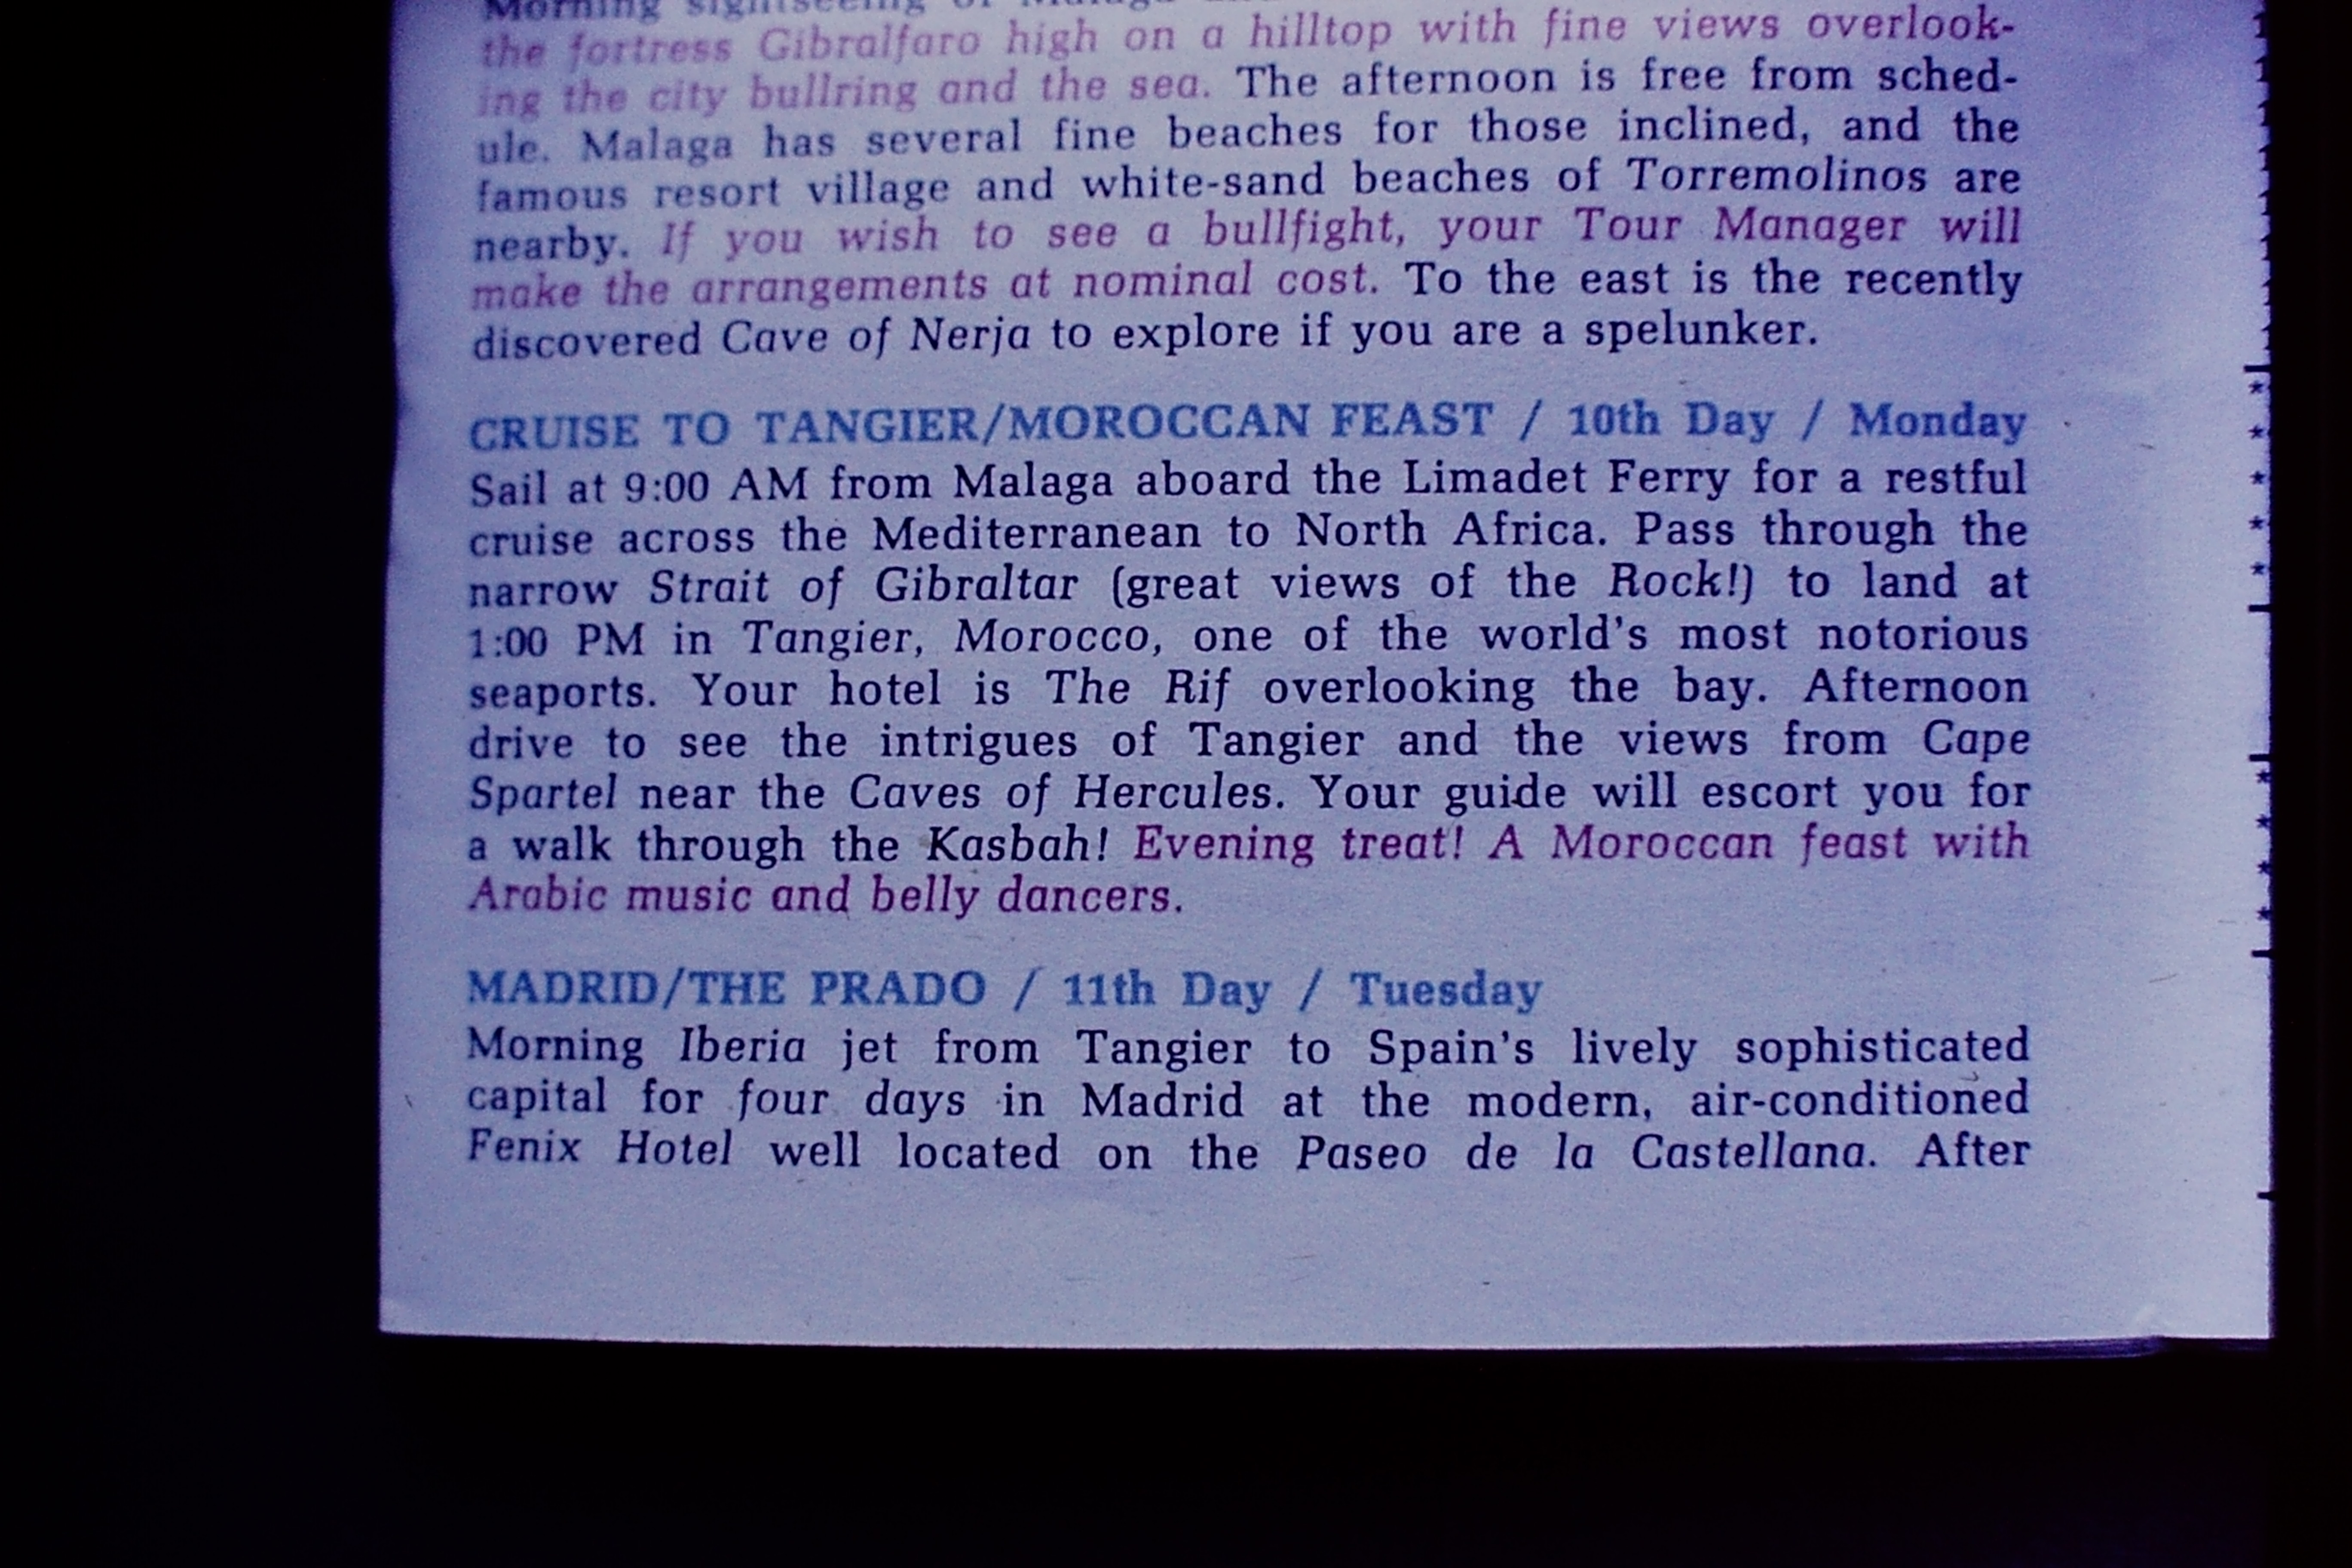 Morning sightseeing of Malaga and
the fortress Gibralfaro high on a hilltop with fine views overlook-
ing the city bullring and the sea. The afternoon is free from sched-
ule. Malaga has several fine beaches for those inclined, and the
famous resort village and white-sand beaches of Torremolinos are
nearby. If you wish to see a bullfight, your Tour Manager will
make the arrangements at nominal cost. To the east is the recently
discovered Cave of Nerja to explore if you are a spelunker.
CRUISE TO TANGIER/MOROCCAN FEAST / 10th Day / Monday
Sail at 9:00 AM from Malaga aboard the Limadet Ferry for a restful
cruise across the Mediterranean to North Africa. Pass through the
narrow Strait of Gibraltar (great views of the Rock!) to land at
1:00 PM in Tangier, Morocco, one of the world's most notorious
seaports. Your hotel is The Rif overlooking the bay. Afternoon
drive to see the intrigues of Tangier and the views from Cape
Spartel near the Caves of Hercules. Your guide will escort you for
a walk through the Kasbah! Evening treat! A Moroccan feast with
Arabic music and belly dancers.
MADRID/THE PRADO / 11th Day / Tuesday
Morning Iberia jet from Tangier to Spain's lively sophisticated
capital for four days in Madrid at the modern, air-conditioned
Fenix Hotel well located on the Paseo de la Castellana. After